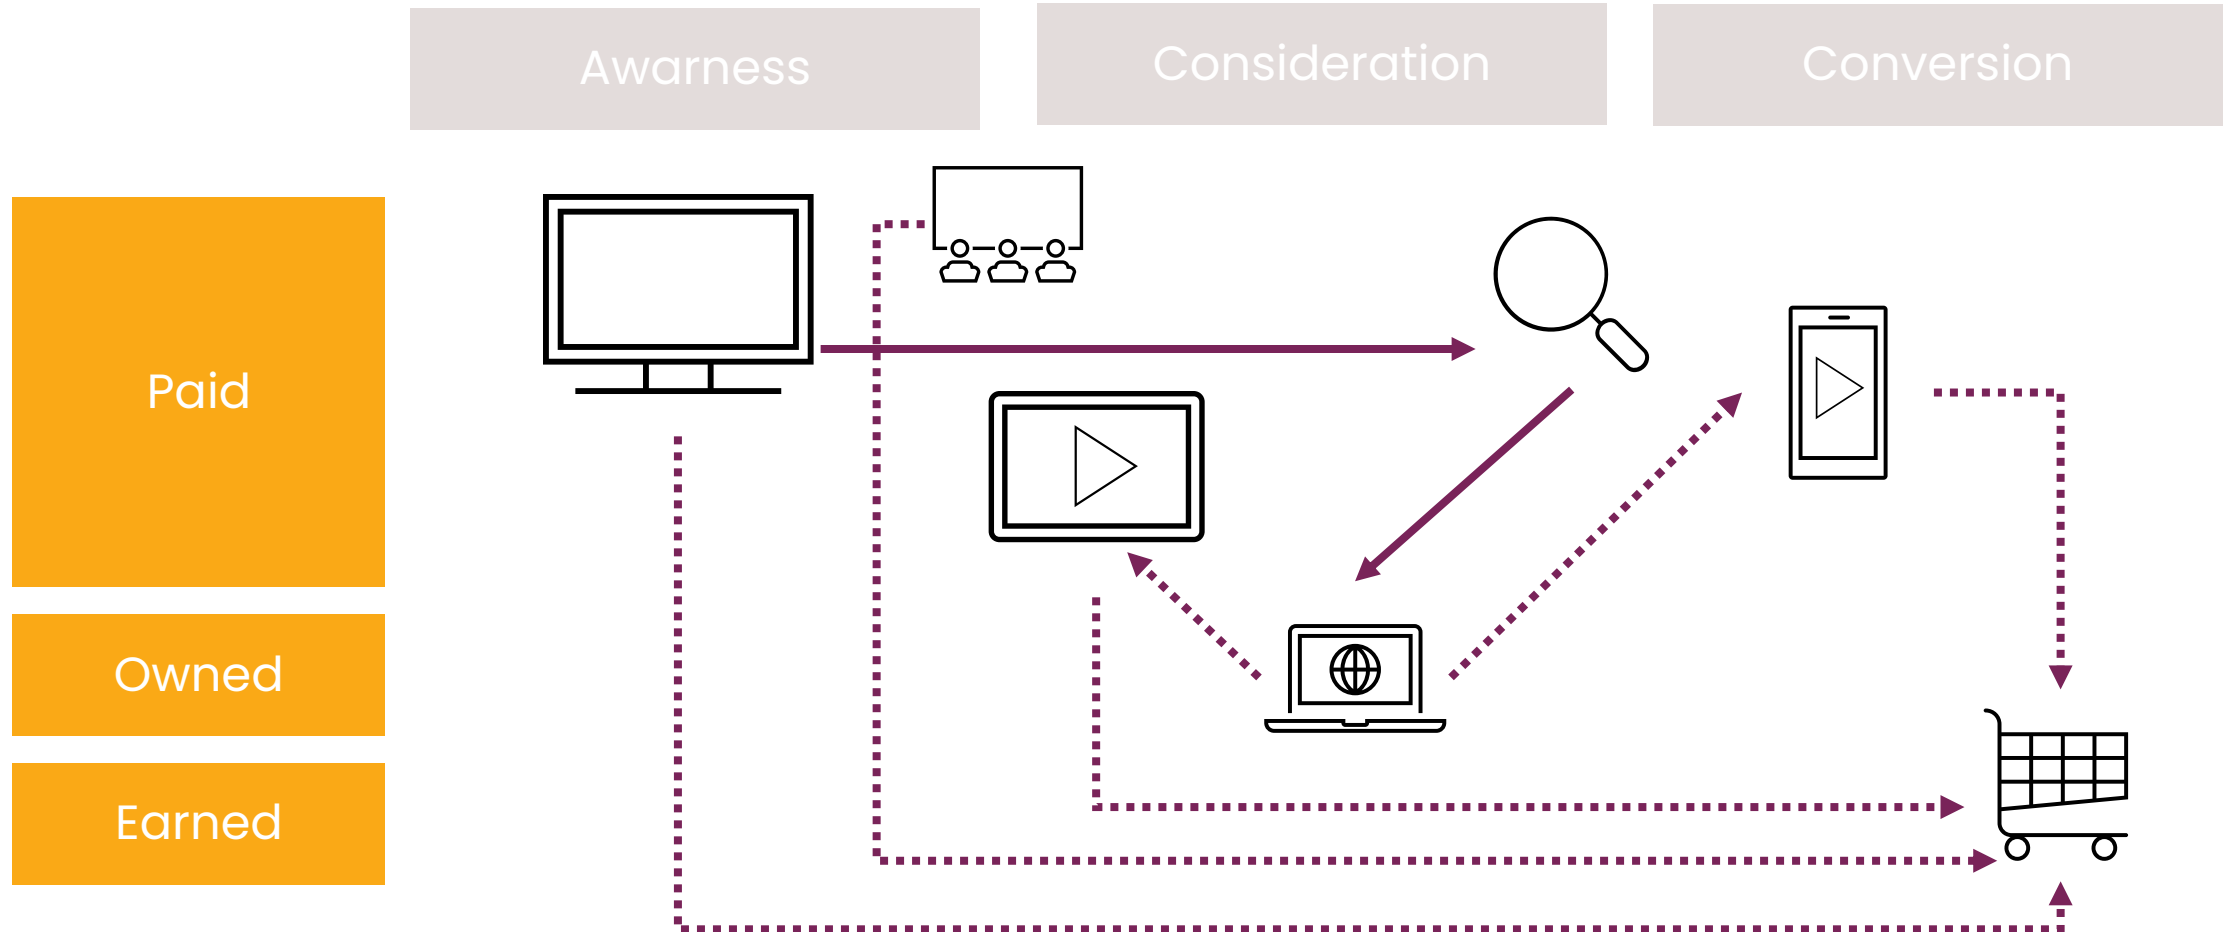 Awarness
Consideration
Conversion
Paid
Owned
Earned